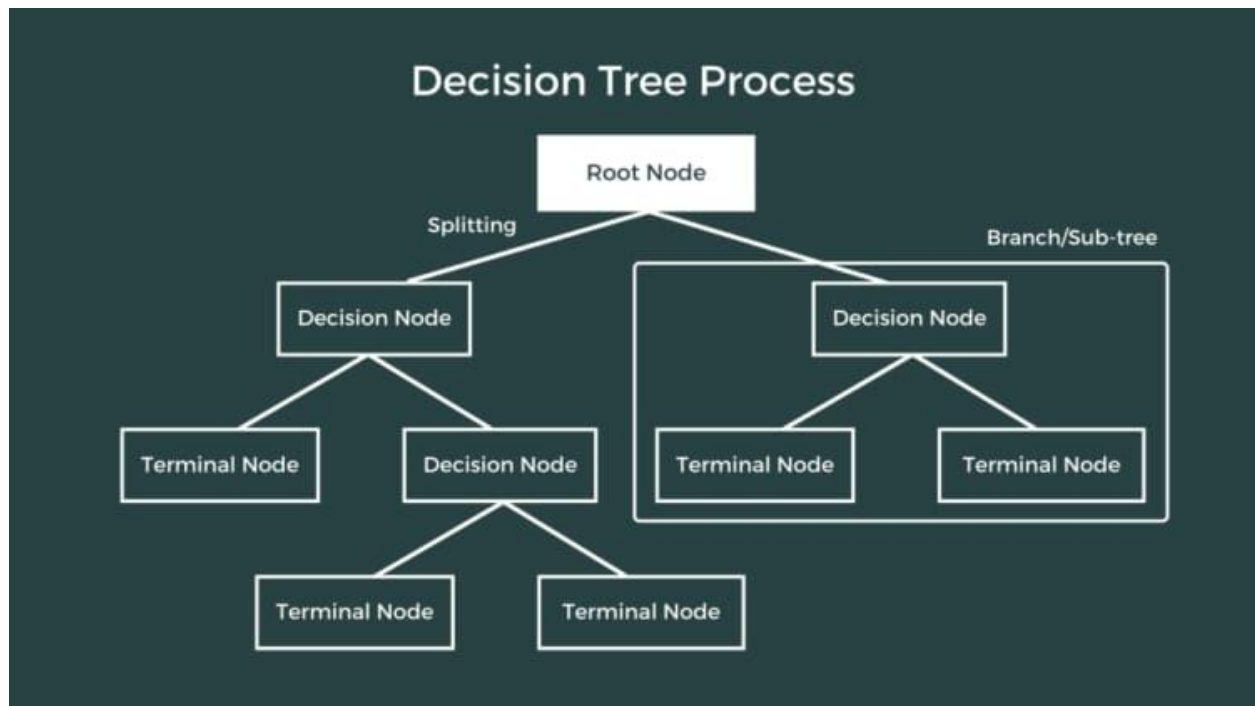 Decision Tree Process
Root Node
Splitting
Branch/Sub-tree
Decision Node
Decision Node
Terminal Node
Decision Node
Terminal Node
Terminal Node
Terminal Node
Terminal Node